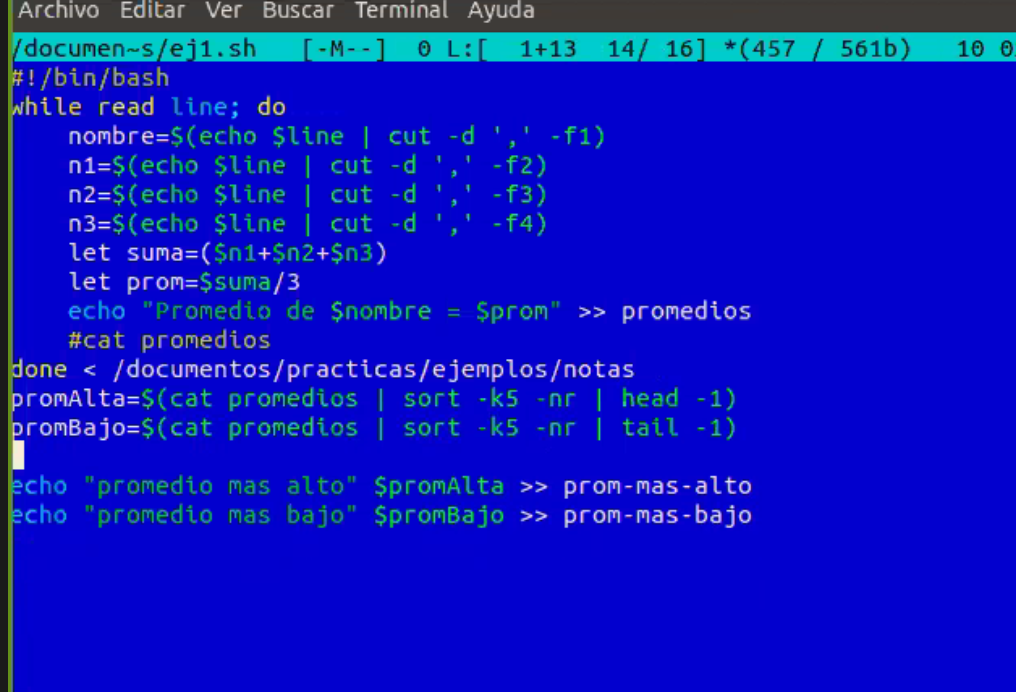 Archivo Editar Ver Buscar Terminal Ayuda
/documen~s/ej1.sh [-M--] 0 L:[ 1+13 14/ 16] *(457 / 561b) 10 0
#!/bin/bash
while read line; do
    nombre=$(echo $line | cut -d ',' -f1)
    n1=$(echo $line | cut -d ',' -f2)
    n2=$(echo $line | cut -d ',' -f3)
    n3=$(echo $line | cut -d ',' -f4)
    let suma=($n1+$n2+$n3)
    let prom=$suma/3
    echo "Promedio de $nombre = $prom" >> promedios
    #cat promedios
done < /documentos/practicas/ejemplos/notas
promAlta=$(cat promedios | sort -k5 -nr | head -1)
promBajo=$(cat promedios | sort -k5 -nr | tail -1)
echo "promedio mas alto" $promAlta >> prom-mas-alto
echo "promedio mas bajo" $promBajo >> prom-mas-bajo